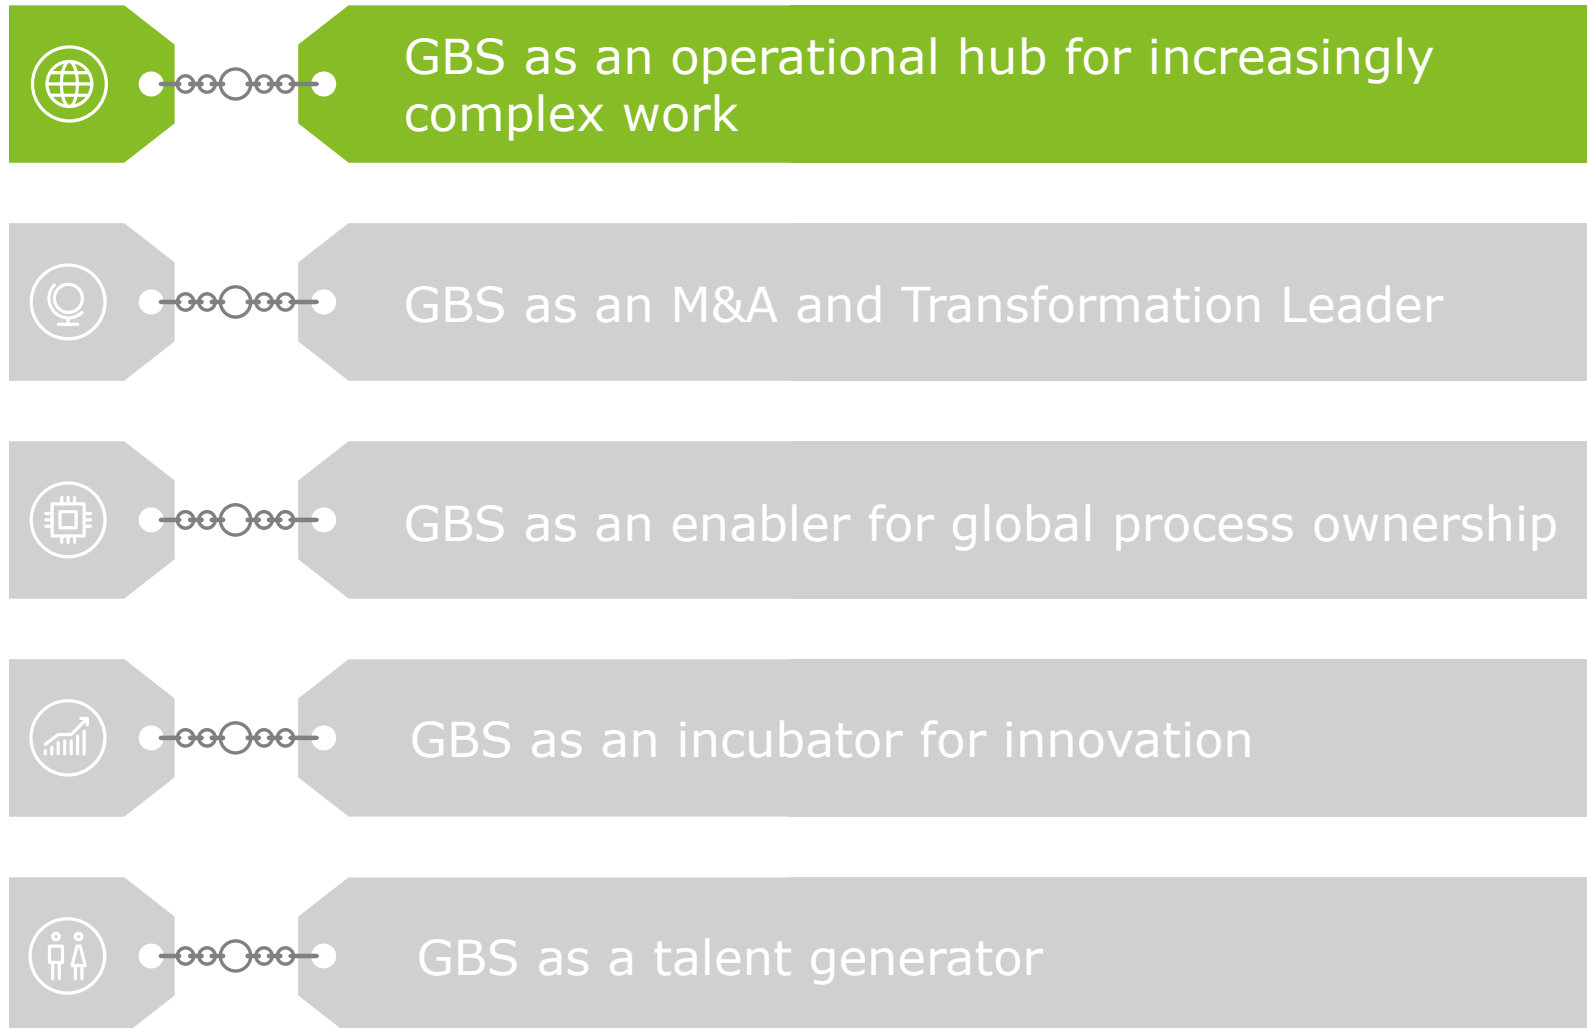 GBS as an operational hub for increasingly
complex work
GBS as an M&A and Transformation Leader
GBS as an enabler for global process ownership
GBS as an incubator for innovation
GBS as a talent generator